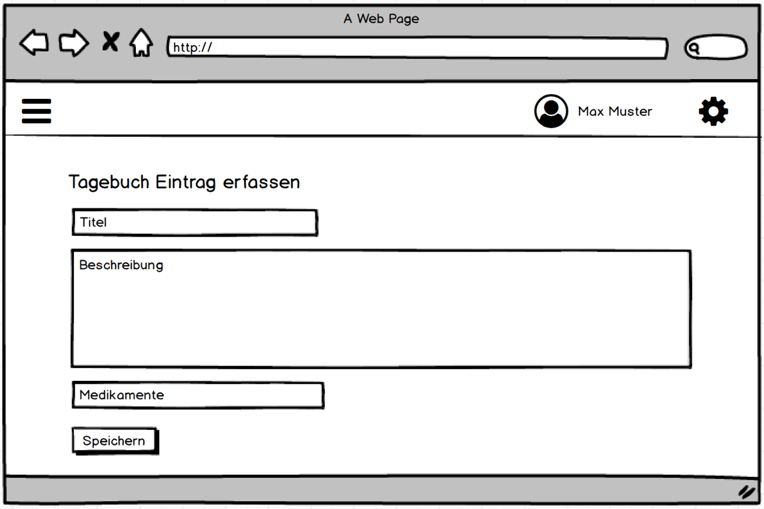 A Web Page
http://
Max Muster
Tagebuch Eintrag erfassen
Titel
Beschreibung
Medikamente
Speichern